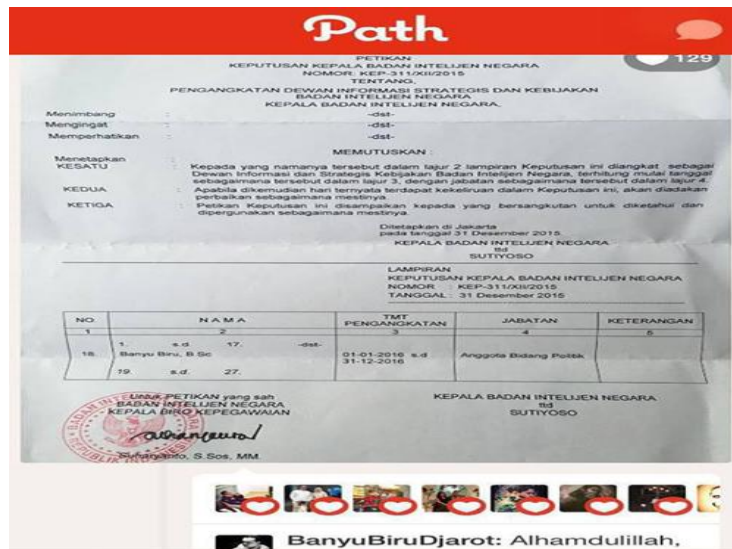 Path
129
PETIKAN
KEPUTUSAN KEPALA BADAN INTELIJEN NEGARA
NOMOR: KEP-311/XII/2015
TENTANG,
PENGANGKATAN DEWAN INFORMASI STRATEGIS DAN KEBIJAKAN
BADAN INTELIJEN NEGARA
KEPALA BADAN INTELIJEN NEGARA,
Menimbang : -dst-
Mengingat : -dst-
Memperhatikan : -dst-
MEMUTUSKAN :
Menetapkan
KESATU : Kepada yang namanya tersebut dalam lajur 2 lampiran Keputusan ini diangkat sebagai
Dewan Informasi dan Strategis Kebijakan Badan Intelijen Negara, terhitung mulai tanggal
sebagaimana tersebut dalam lajur 3, dengan jabatan sebagaimana tersebut dalam lajur 4.
KEDUA : Apabila dikemudian hari ternyata terdapat kekeliruan dalam Keputusan ini, akan diadakan
perbaikan sebagaimana mestinya.
KETIGA : Petikan Keputusan ini disampaikan kepada yang bersangkutan untuk diketahui dan
dipergunakan sebagaimana mestinya.
Ditetapkan di Jakarta
pada tanggal 31 Desember 2015
KEPALA BADAN INTELIJEN NEGARA
ttd
SUTIYOSO
LAMPIRAN
KEPUTUSAN KEPALA BADAN INTELIJEN NEGARA
NOMOR : KEP-311/XII/2015
TANGGAL : 31 Desember 2015
NO. NAMA TMT PENGANGKATAN JABATAN KETERANGAN
1 2 3 4 5
1. s.d 17. -dst-
18. Banyu Biru, B.Sc 01-01-2016 s.d 31-12-2016 Anggota Bidang Politik
19. s.d. 27.
Untuk PETIKAN yang sah
BADAN INTELIJEN NEGARA
KEPALA BIRO KEPEGAWAIAN
S.Sos, MM.
KEPALA BADAN INTELIJEN NEGARA
ttd
SUTIYOSO
BanyuBiruDjarot: Alhamdulillah,